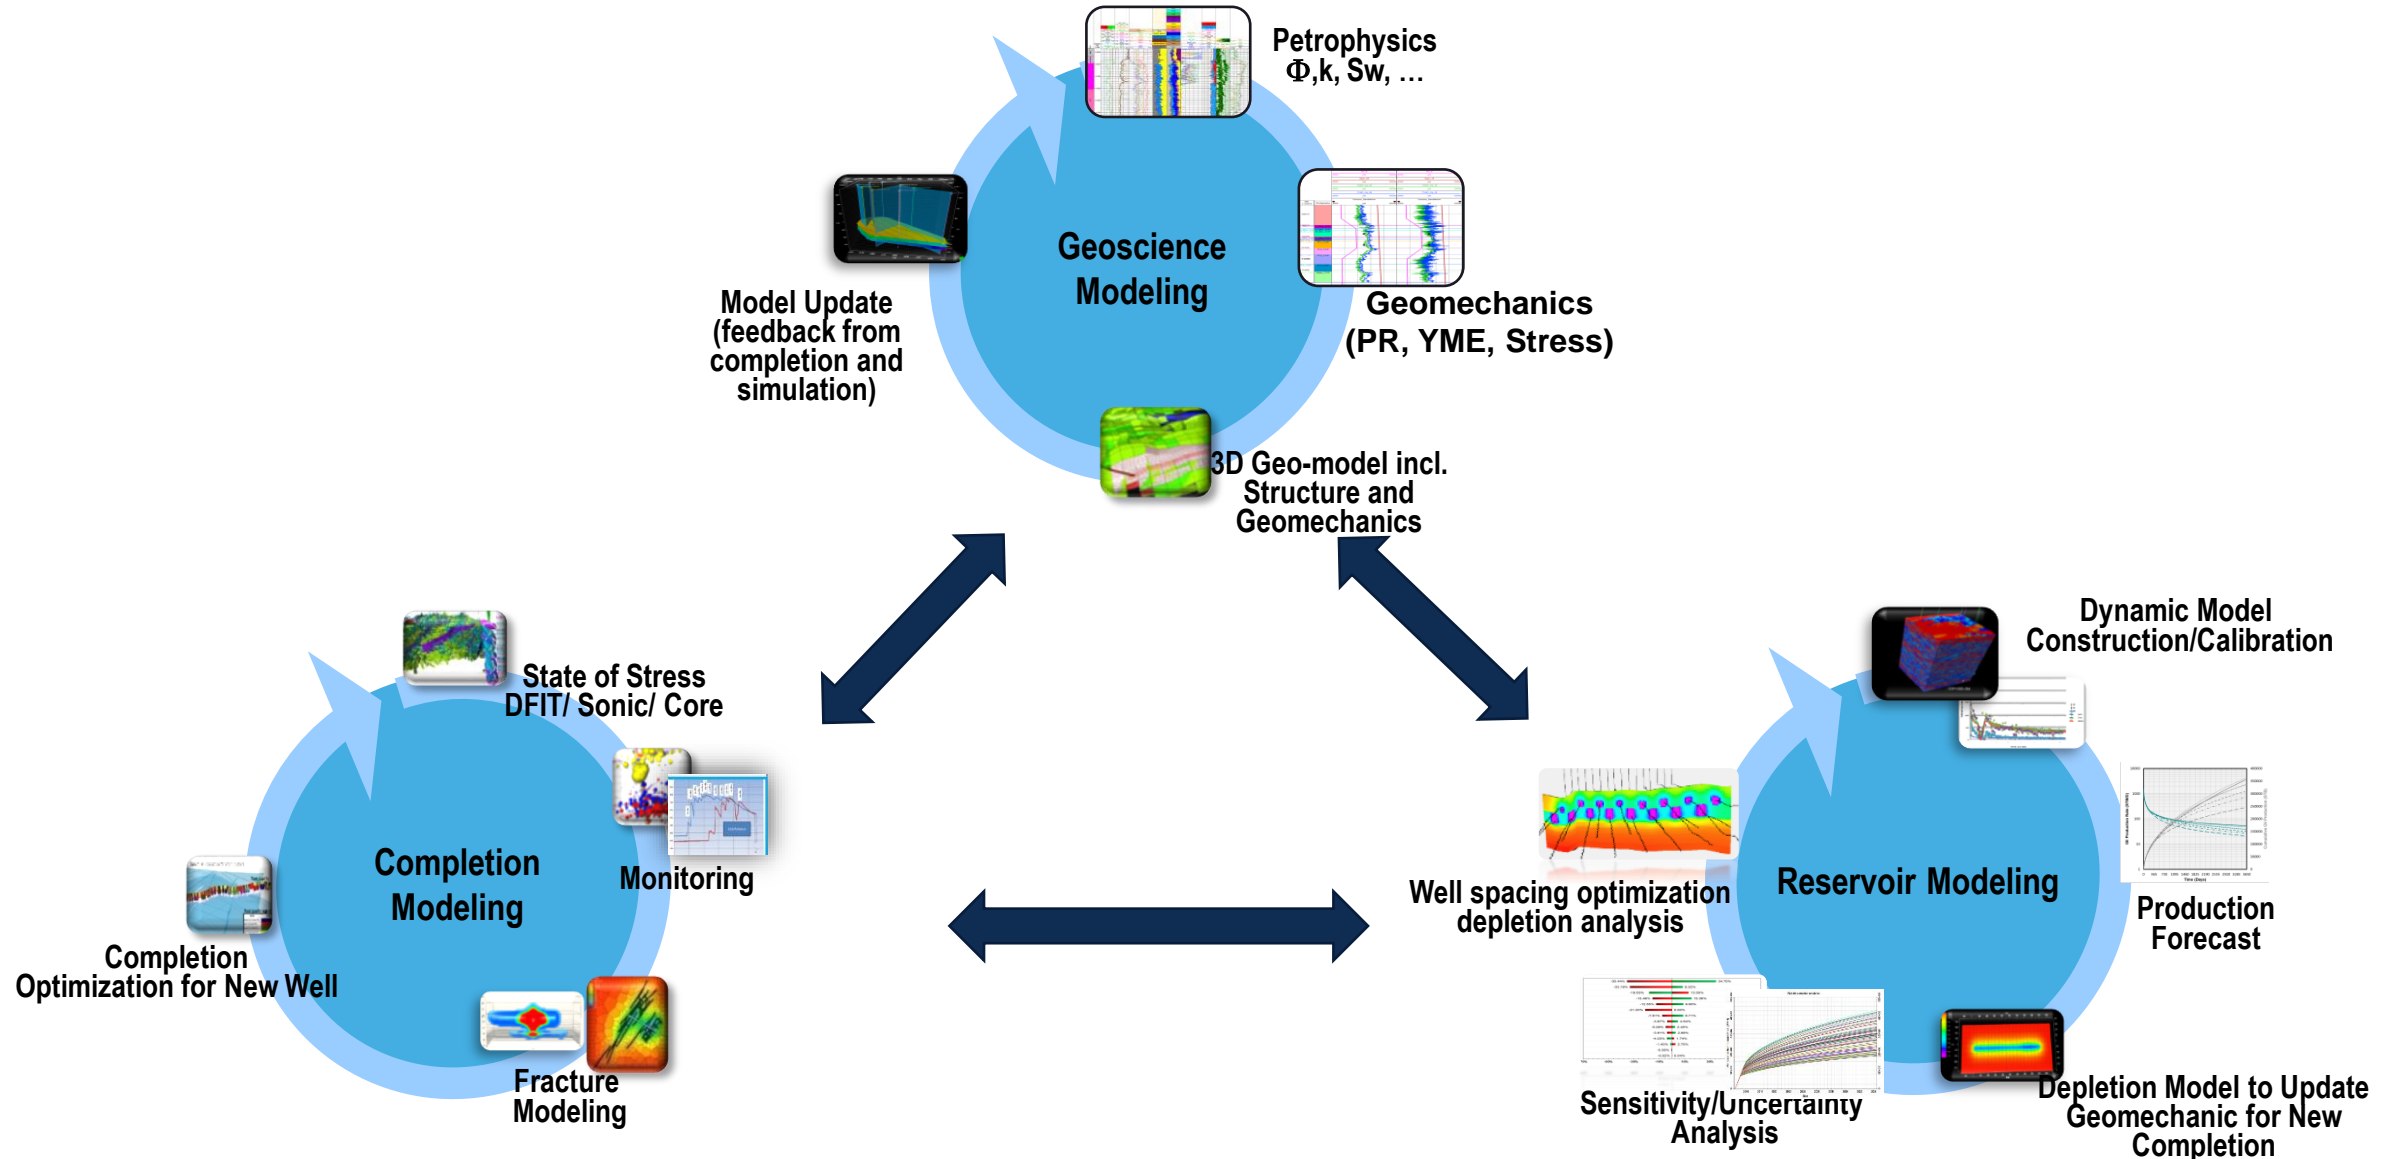 Petrophysics
Φ,k, Sw, ...
Geoscience
Modeling
Geomechanics
(PR, YME, Stress)
Model Update
(feedback from
completion and
simulation)
3D Geo-model incl.
Structure and
Geomechanics
State of Stress
DFIT/ Sonic/ Core
Monitoring
Completion
Modeling
Completion
Optimization for New Well
Fracture
Modeling
Dynamic Model
Construction/Calibration
Reservoir Modeling
Well spacing optimization
depletion analysis
Production
Forecast
Time (Days)
Sensitivity/Uncertainty
Analysis
Depletion Model to Update
Geomechanic for New
Completion